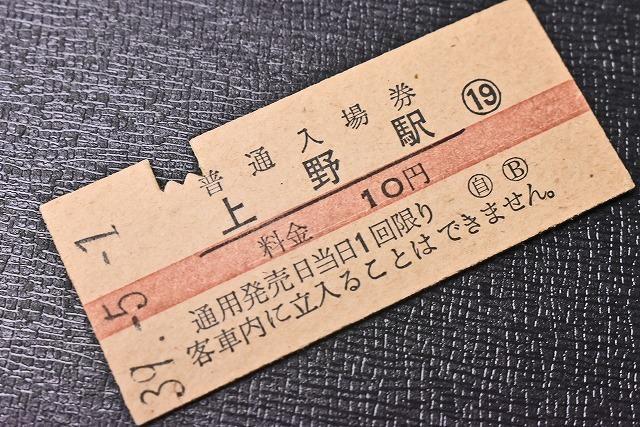 普通入場券
上野駅 ⑲
料金 10円 ㊀自 Ⓑ
通用発売日当日1回限り
客車内に立入ることはできません。
39.-5.-1